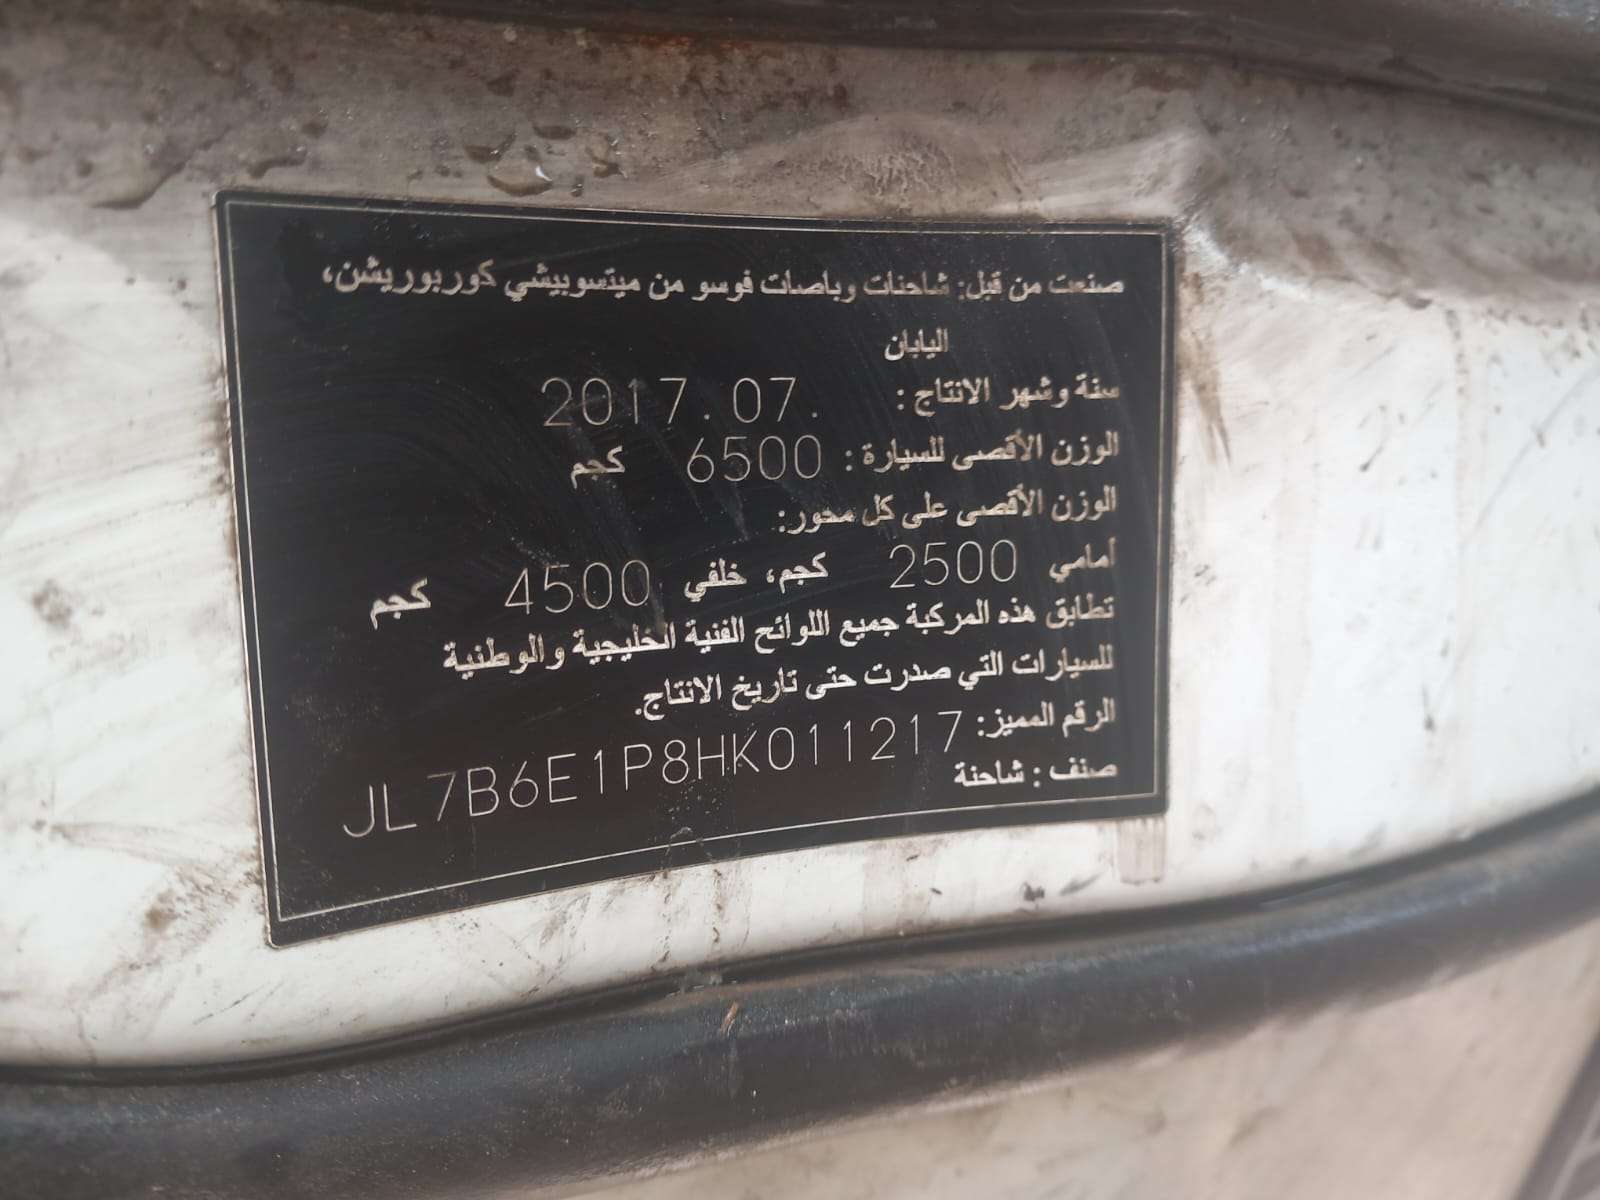 صنعت من قبل: شاحنات وباصات فوسو من ميتسوبيشي كوربوريشن،
اليابان
سنة وشهر الانتاج : 2017.07.
الوزن الأقصى للسيارة : 6500 كجم
الوزن الأقصى على كل محور:
أمامي 2500 كجم، خلفي 4500 كجم
تطابق هذه المركبة جميع اللوائح الفنية الخليجية والوطنية
للسيارات التي صدرت حتى تاريخ الانتاج.
الرقم المميز: JL7B6E1P8HK011217
صنف : شاحنة